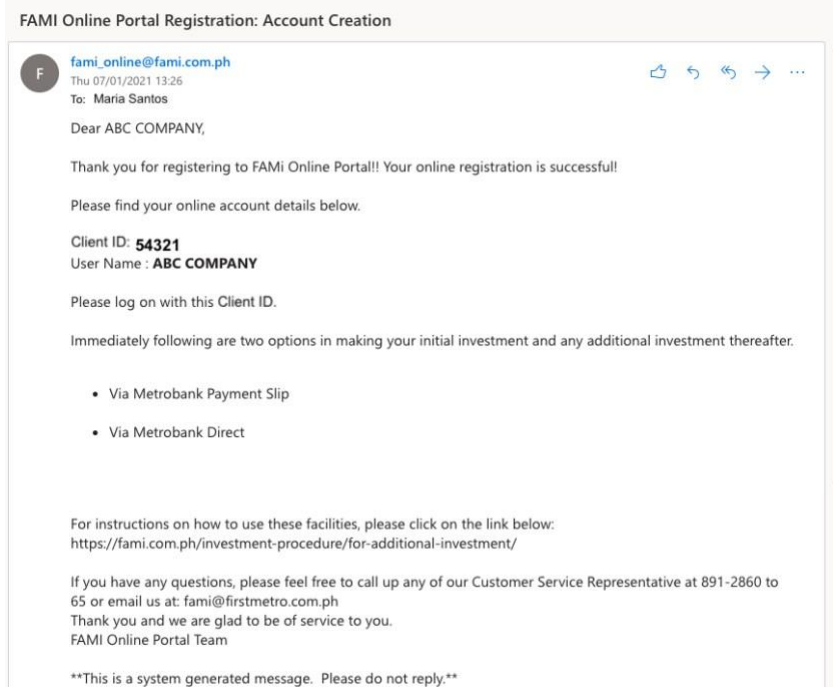 FAMI Online Portal Registration: Account Creation
F
fami_online@fami.com.ph
Thu 07/01/2021 13:26
To: Maria Santos
Dear ABC COMPANY,
Thank you for registering to FAMi Online Portal!! Your online registration is successful!
Please find your online account details below.
Client ID: 54321
User Name : ABC COMPANY
Please log on with this Client ID.
Immediately following are two options in making your initial investment and any additional investment thereafter.
• Via Metrobank Payment Slip
• Via Metrobank Direct
For instructions on how to use these facilities, please click on the link below:
https://fami.com.ph/investment-procedure/for-additional-investment/
If you have any questions, please feel free to call up any of our Customer Service Representative at 891-2860 to
65 or email us at: fami@firstmetro.com.ph
Thank you and we are glad to be of service to you.
FAMI Online Portal Team
**This is a system generated message. Please do not reply.**